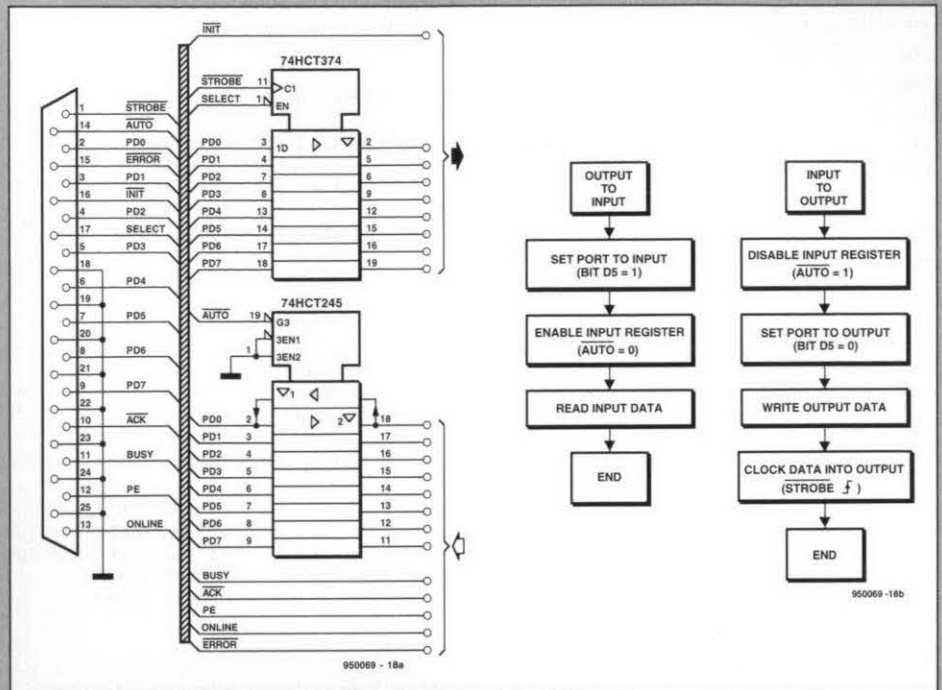 INIT
74HCT374
STROBE 11 C1
SELECT 1 EN
1 STROBE
14 AUTO
2 PD0
15 ERROR
3 PD1
16 INIT
4 PD2
17 SELECT
5 PD3
18
6 PD4
19
7 PD5
20
8 PD6
21
9 PD7
22
10 ACK
23
11 BUSY
24
12 PE
25
13 ONLINE
PD0 3 1D 2
PD1 4 5
PD2 7 6
PD3 8 9
PD4 13 12
PD5 14 15
PD6 17 16
PD7 18 19
74HCT245
AUTO 19 G3
3EN1
1 3EN2
1
PD0 2 2 18
PD1 3 17
PD2 4 16
PD3 5 15
PD4 6 14
PD5 7 13
PD6 8 12
PD7 9 11
BUSY
ACK
PE
ONLINE
ERROR
950069 - 18a
OUTPUT
TO
INPUT
SET PORT TO INPUT
(BIT D5 = 1)
ENABLE INPUT REGISTER
(AUTO = 0)
READ INPUT DATA
END
INPUT
TO
OUTPUT
DISABLE INPUT REGISTER
(AUTO = 1)
SET PORT TO OUTPUT
(BIT D5 = 0)
WRITE OUTPUT DATA
CLOCK DATA INTO OUTPUT
(STROBE )
END
950069 -18b